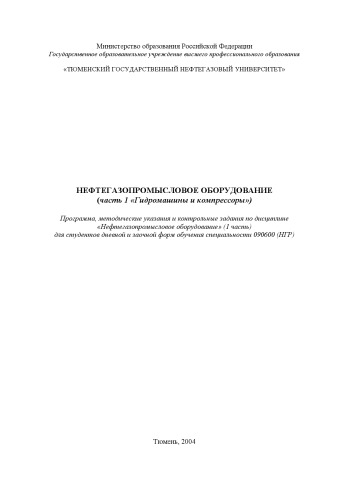 Министерство образования Российской Федерации
Государственное образовательное учреждение высшего профессионального образования
«ТЮМЕНСКИЙ ГОСУДАРСТВЕННЫЙ НЕФТЕГАЗОВЫЙ УНИВЕРСИТЕТ»
НЕФТЕГАЗОПРОМЫСЛОВОЕ ОБОРУДОВАНИЕ
(часть 1 «Гидромашины и компрессоры»)
Программа, методические указания и контрольные задания по дисциплине
«Нефтегазопромысловое оборудование» (1 часть)
для студентов дневной и заочной форм обучения специальности 090600 (НГР)
Тюмень, 2004